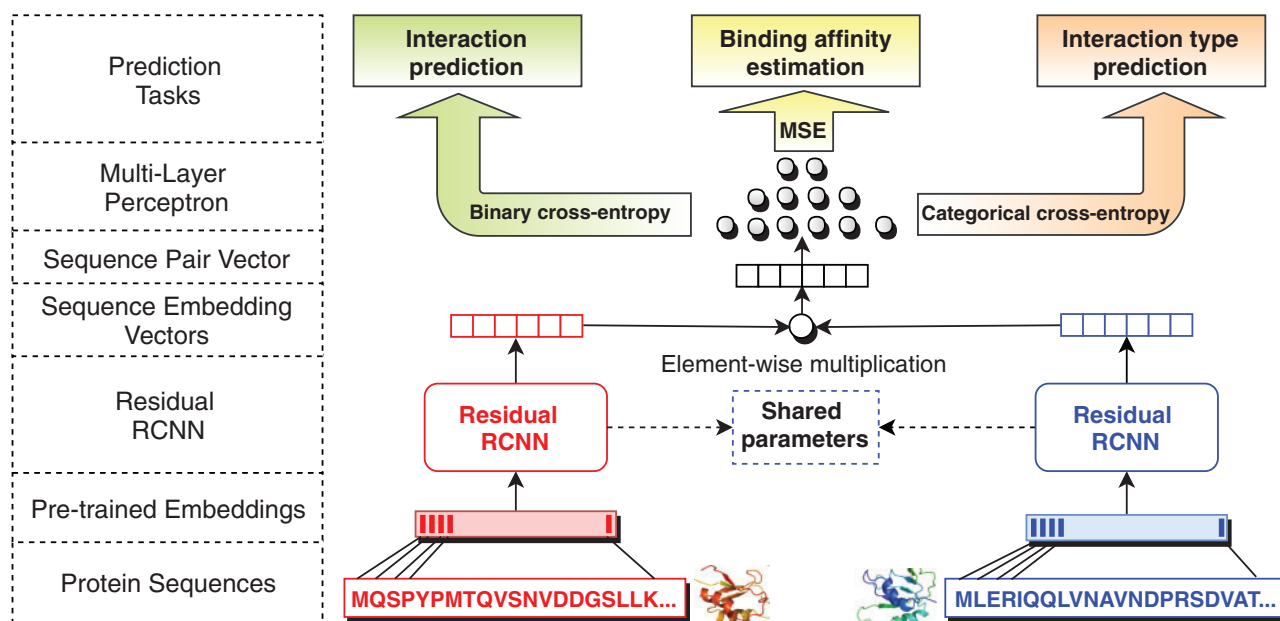 Prediction
Tasks
Multi-Layer
Perceptron
Sequence Pair Vector
Sequence Embedding
Vectors
Residual
RCNN
Pre-trained Embeddings
Protein Sequences
Interaction
prediction
Binding affinity
estimation
Interaction type
prediction
MSE
Binary cross-entropy
Categorical cross-entropy
Element-wise multiplication
Residual
RCNN
Shared
parameters
Residual
RCNN
MQSPYPMTQVSNVDDGSLLK...
MLERIQQLVNAVNDPRSDVAT...